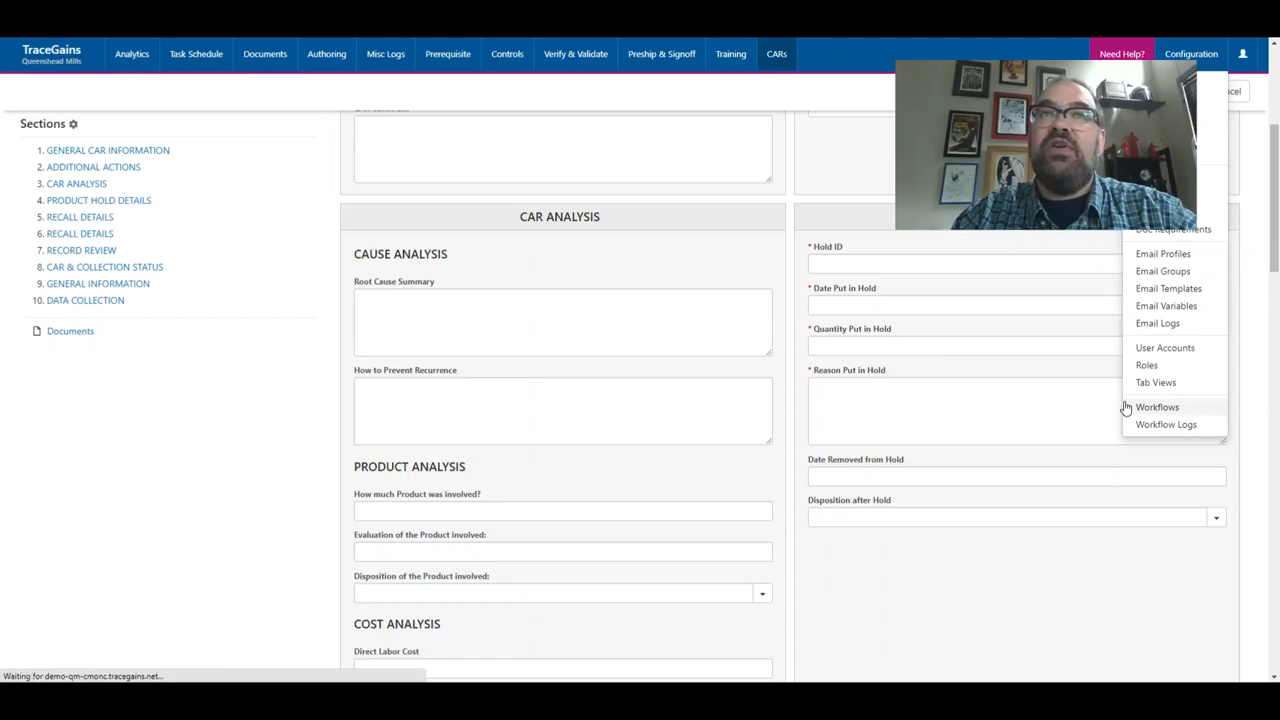 TraceGains
Queenshead Mills
Analytics
Task Schedule
Documents
Authoring
Misc Logs
Prerequisite
Controls
Verify & Validate
Preship & Signoff
Training
CARs
Need Help?
Configuration
Sections
1. GENERAL CAR INFORMATION
2. ADDITIONAL ACTIONS
3. CAR ANALYSIS
4. PRODUCT HOLD DETAILS
5. RECALL DETAILS
6. RECALL DETAILS
7. RECORD REVIEW
8. CAR & COLLECTION STATUS
9. GENERAL INFORMATION
10. DATA COLLECTION
Documents
CAR ANALYSIS
CAUSE ANALYSIS
Root Cause Summary
How to Prevent Recurrence
PRODUCT ANALYSIS
How much Product was involved?
Evaluation of the Product involved:
Disposition of the Product involved:
COST ANALYSIS
Direct Labor Cost
* Hold ID
* Date Put in Hold
* Quantity Put in Hold
* Reason Put in Hold
Date Removed from Hold
Disposition after Hold
Doc Requirements
Email Profiles
Email Groups
Email Templates
Email Variables
Email Logs
User Accounts
Roles
Tab Views
Workflows
Workflow Logs
Waiting for demo-qm-cmonc.tracegains.net...